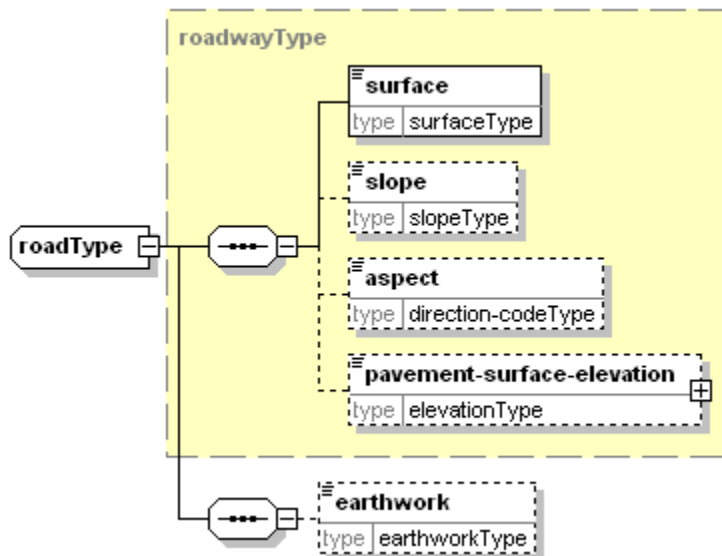 roadwayType
surface
type surfaceType
slope
type slopeType
roadType
aspect
type direction-codeType
pavement-surface-elevation
type elevationType
earthwork
type earthworkType